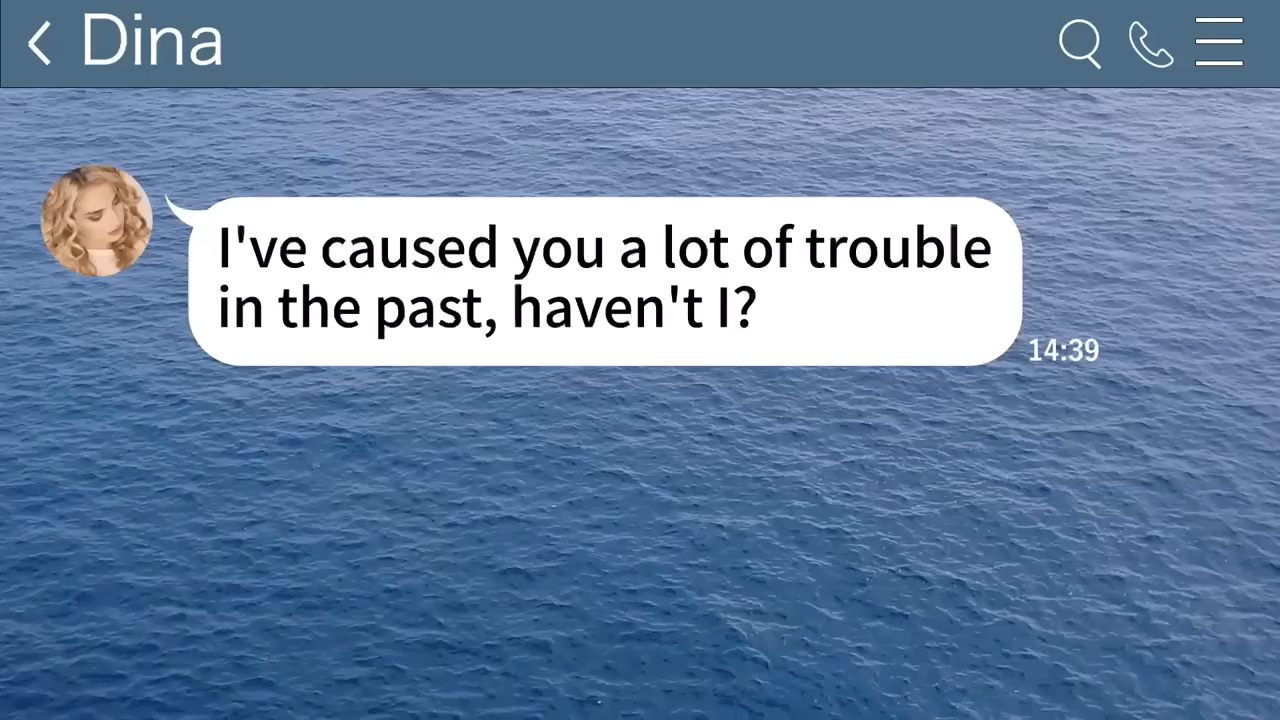 Dina
I've caused you a lot of trouble
in the past, haven't I?
14:39